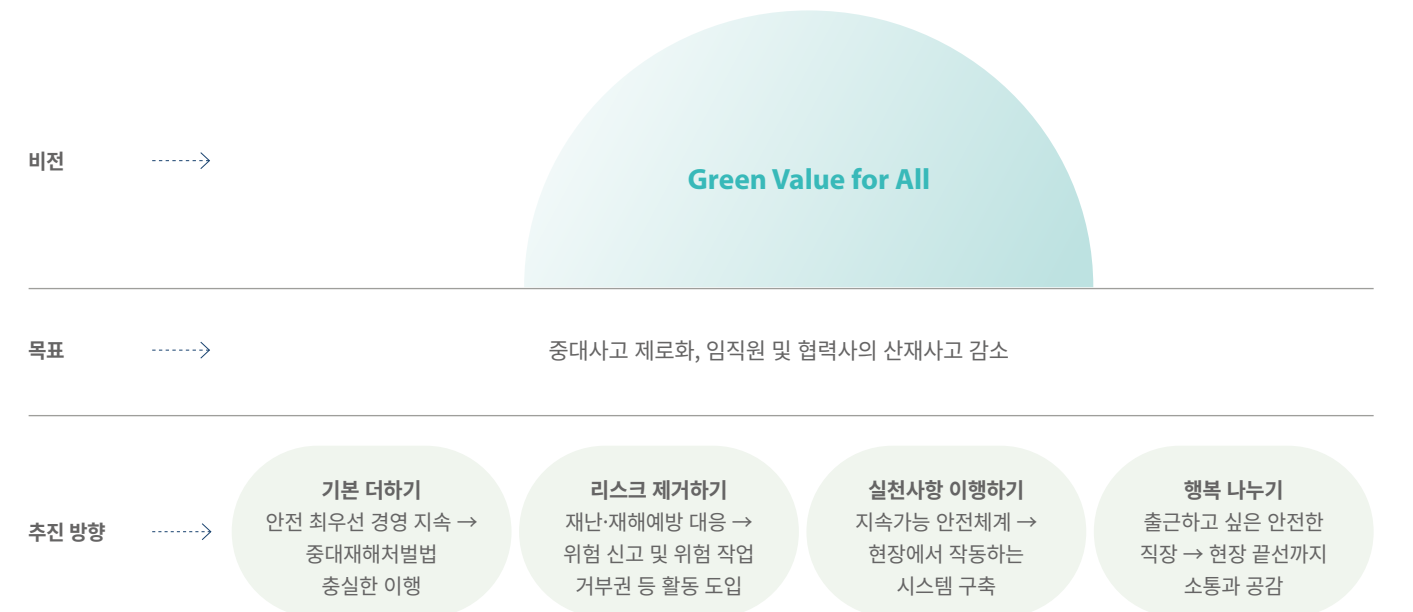 비전
Green Value for All
목표
중대사고 제로화, 임직원 및 협력사의 산재사고 감소
추진 방향
기본 더하기
안전 최우선 경영 지속 →
중대재해처벌법
충실한 이행
리스크 제거하기
재난·재해예방 대응 →
위험 신고 및 위험 작업
거부권 등 활동 도입
실천사항 이행하기
지속가능 안전체계 →
현장에서 작동하는
시스템 구축
행복 나누기
출근하고 싶은 안전한
직장 → 현장 끝선까지
소통과 공감